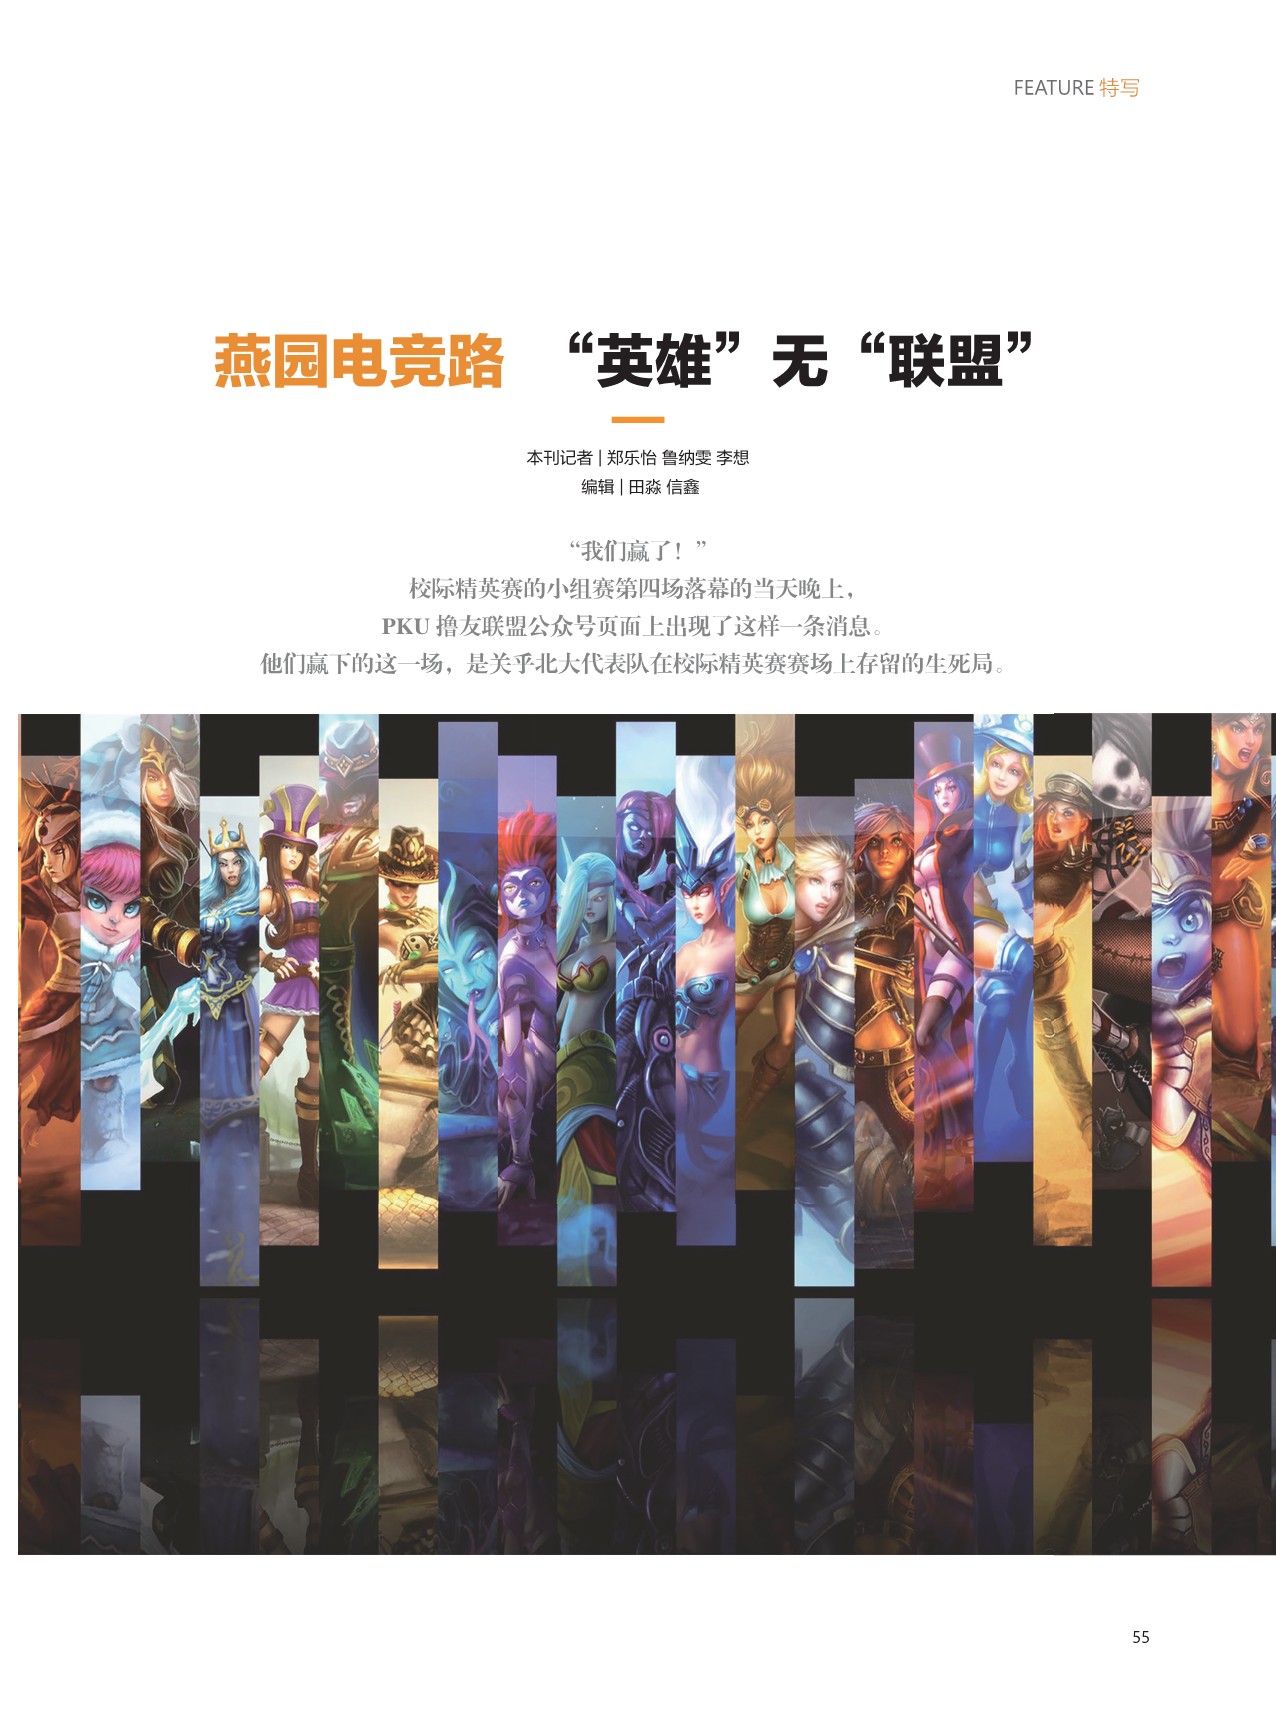 FEATURE 特写
燕园电竞路 “英雄”无“联盟”
本刊记者 | 郑乐怡 鲁纳雯 李想
编辑 | 田淼 信鑫
“我们赢了！”
校际精英赛的小组赛第四场落幕的当天晚上，
PKU 撸友联盟公众号页面上出现了这样一条消息。
他们赢下的这一场，是关乎北大代表队在校际精英赛赛场上存留的生死局。
55